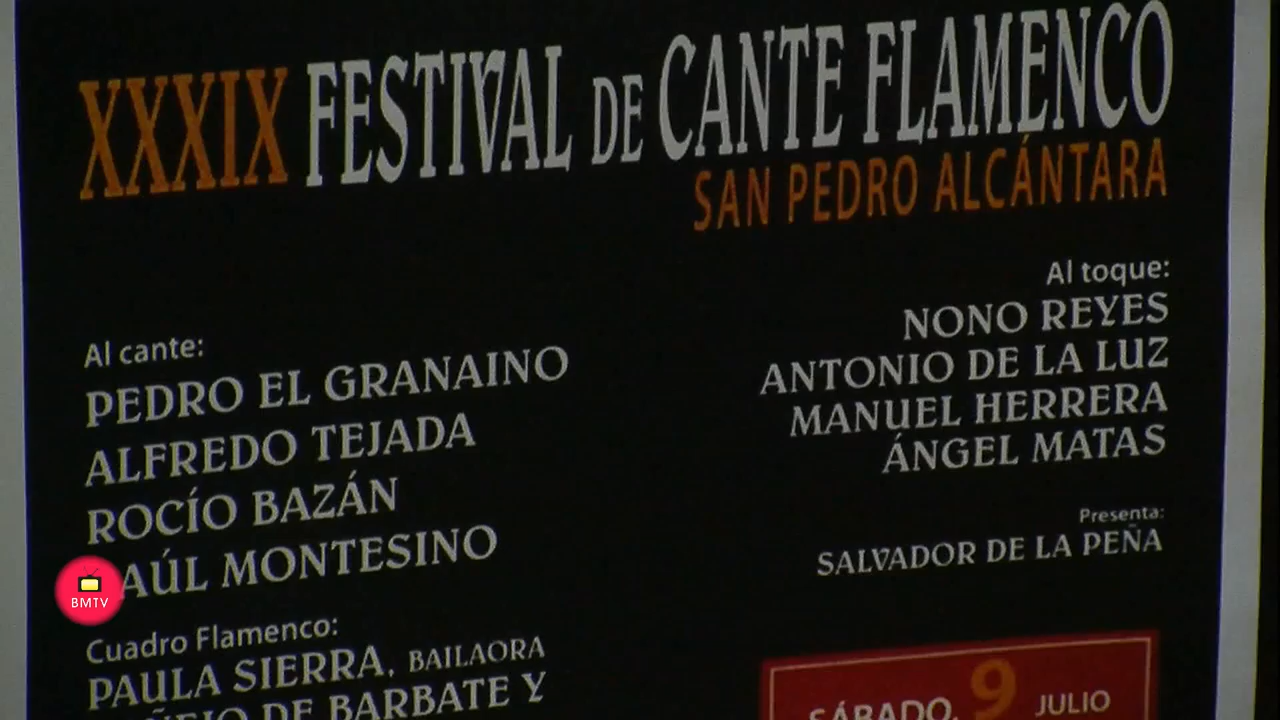 XXXIX FESTIVAL DE CANTE FLAMENCO
SAN PEDRO ALCÁNTARA
Al cante:
PEDRO EL GRANAINO
ALFREDO TEJADA
ROCÍO BAZÁN
AÚL MONTESINO
Cuadro Flamenco:
PAULA SIERRA, BAILAORA
DE BARBATE Y
Al toque:
NONO REYES
ANTONIO DE LA LUZ
MANUEL HERRERA
ÁNGEL MATAS
Presenta:
SALVADOR DE LA PEÑA
SÁBADO, 9 JULIO
BMTV